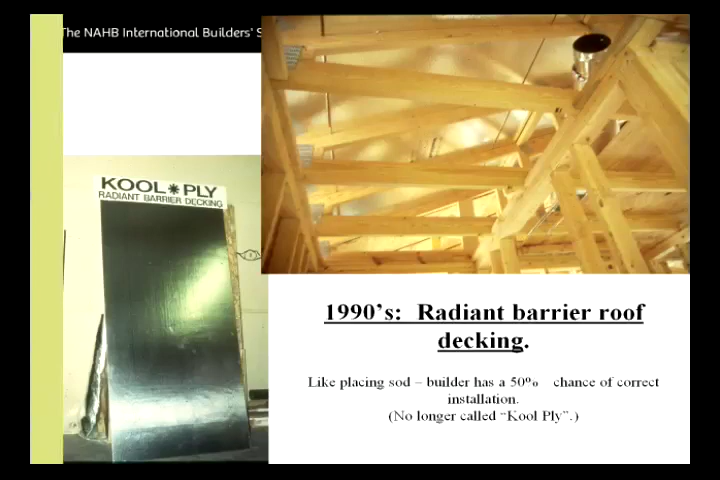 The NAHB International Builders' S
KOOL✷PLY
RADIANT BARRIER DECKING
1990's: Radiant barrier roof
decking.
Like placing sod – builder has a 50% chance of correct
installation.
(No longer called “Kool Ply”.)